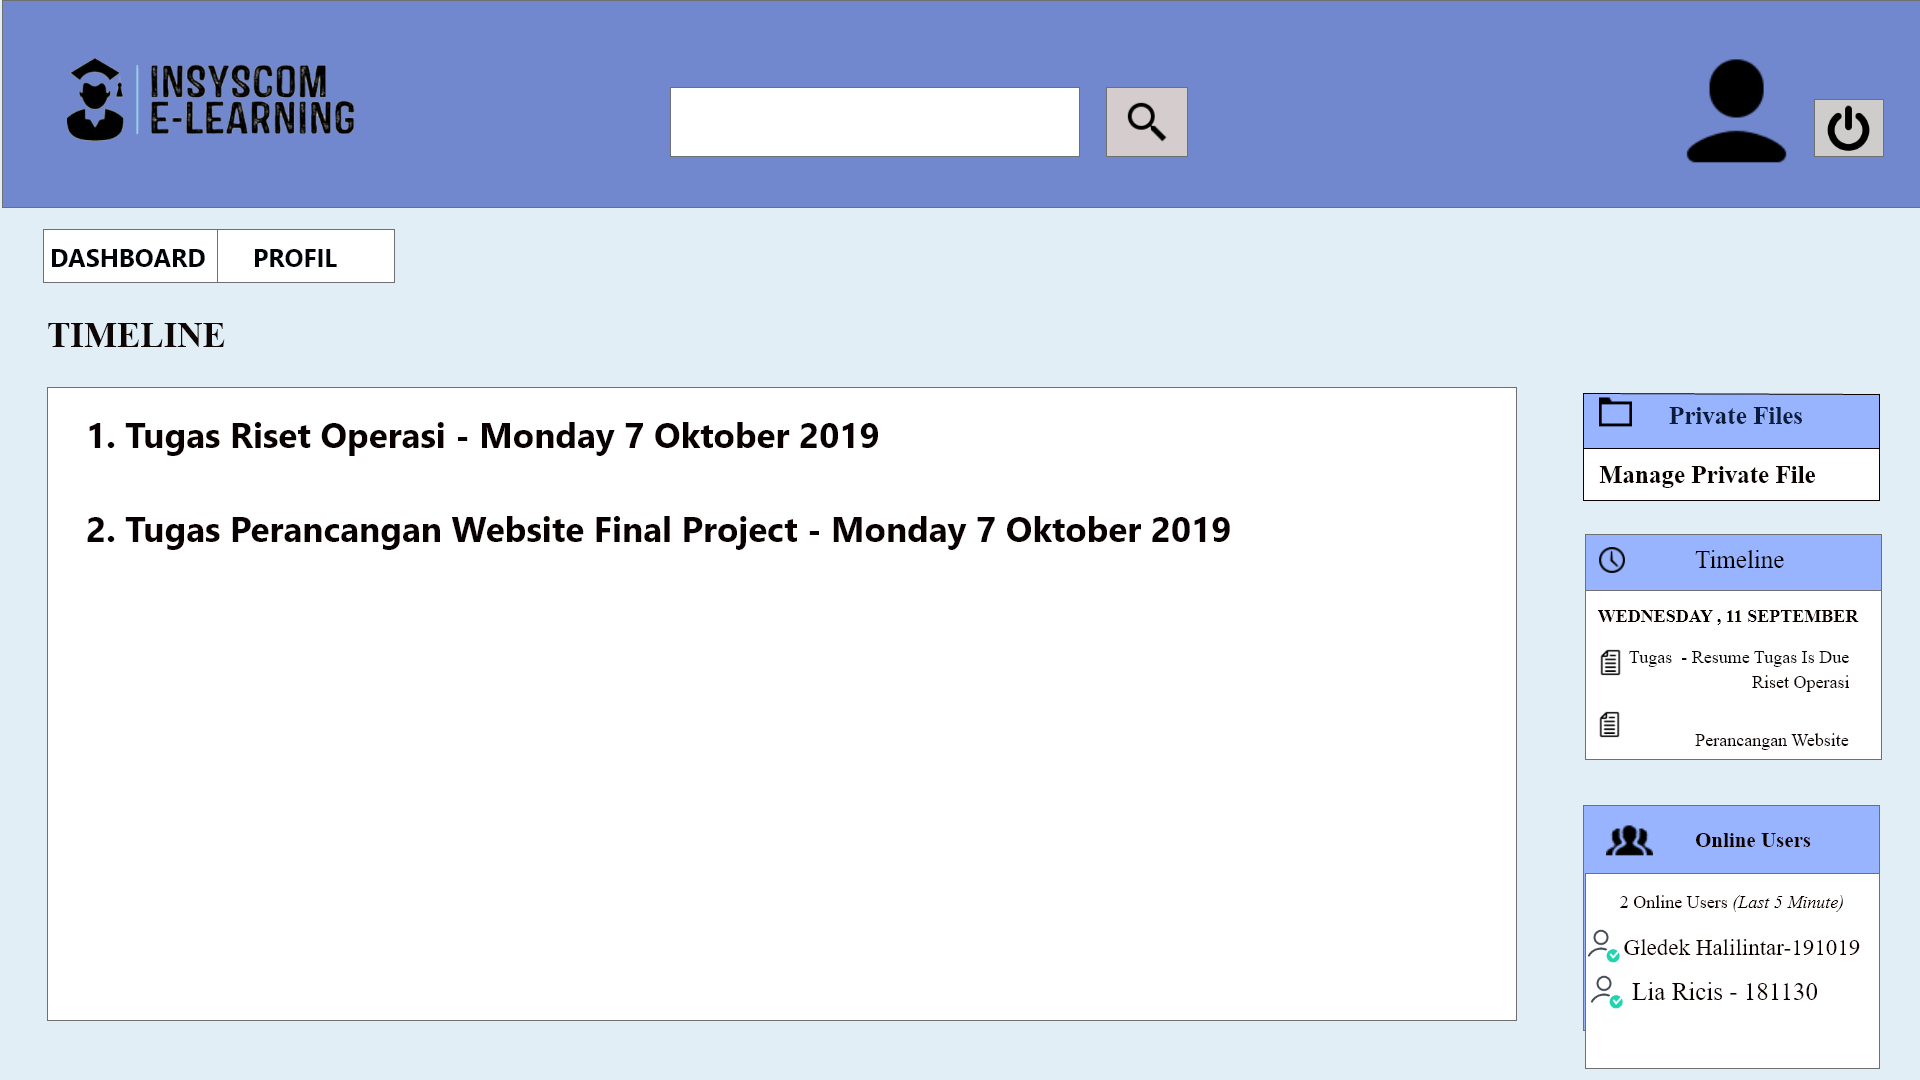 INSYSCOM
E-LEARNING
DASHBOARD
PROFIL
TIMELINE
1. Tugas Riset Operasi - Monday 7 Oktober 2019
2. Tugas Perancangan Website Final Project - Monday 7 Oktober 2019
Private Files
Manage Private File
Timeline
WEDNESDAY , 11 SEPTEMBER
Tugas - Resume Tugas Is Due
Riset Operasi
Perancangan Website
Online Users
2 Online Users (Last 5 Minute)
Gledek Halilintar-191019
Lia Ricis - 181130